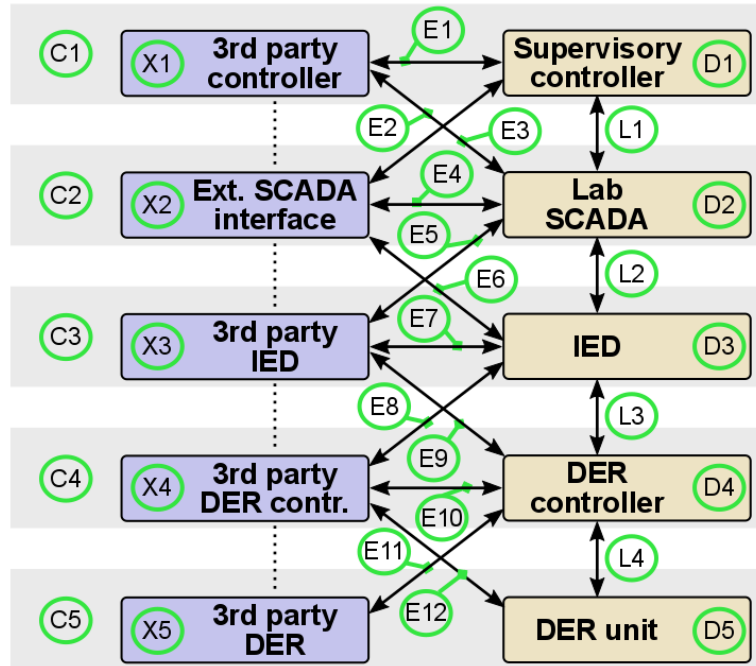 C1
X1
3rd party
controller
E1
Supervisory
controller
D1
E2
E3
L1
C2
X2
Ext. SCADA
interface
E4
Lab
SCADA
D2
E5
E6
L2
C3
X3
3rd party
IED
E7
IED
D3
E8
E9
L3
C4
X4
3rd party
DER contr.
E10
DER
controller
D4
E11
E12
L4
C5
X5
3rd party
DER
DER unit
D5